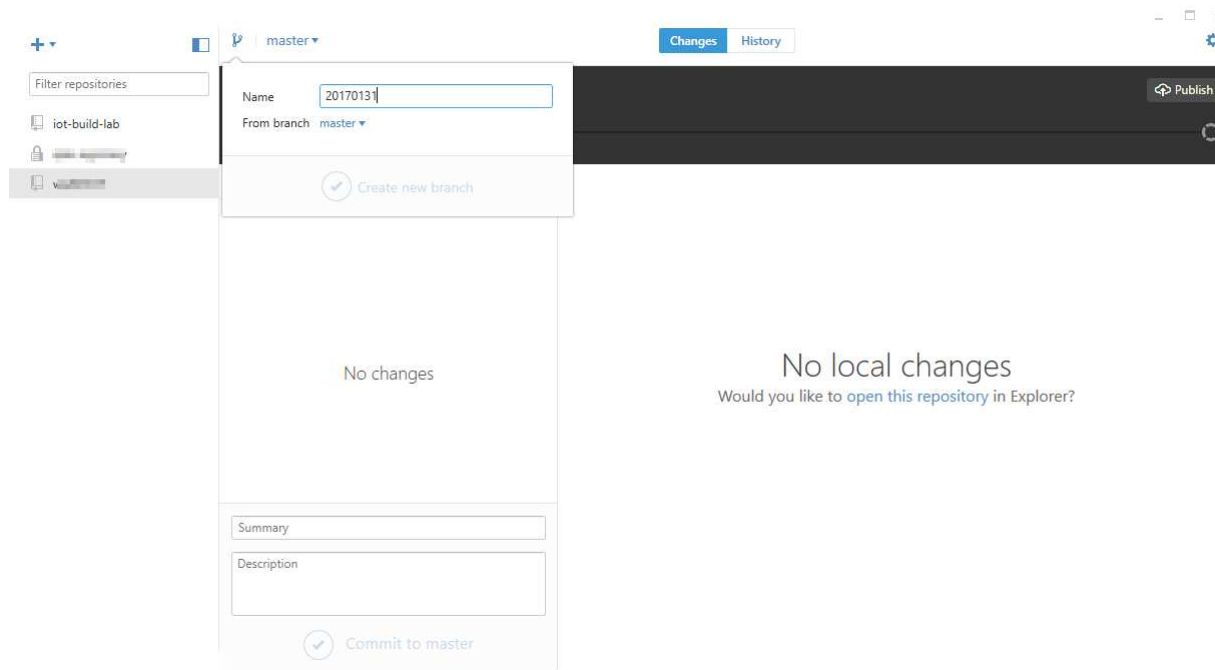 master
Changes
History
Filter repositories
Name
20170131
Publish
From branch
master
iot-build-lab
Create new branch
No changes
No local changes
Would you like to open this repository in Explorer?
Summary
Description
Commit to master